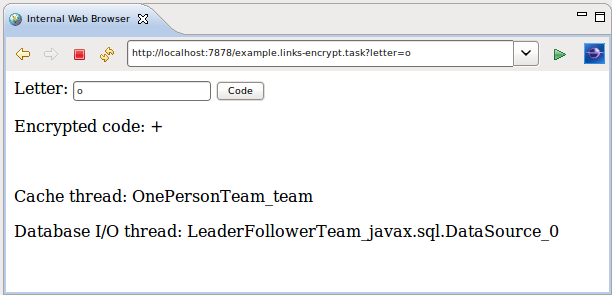 Internal Web Browser
http://localhost:7878/example.links-encrypt.task?letter=o
Letter: o Code
Encrypted code: +
Cache thread: OnePersonTeam_team
Database I/O thread: LeaderFollowerTeam_javax.sql.DataSource_0